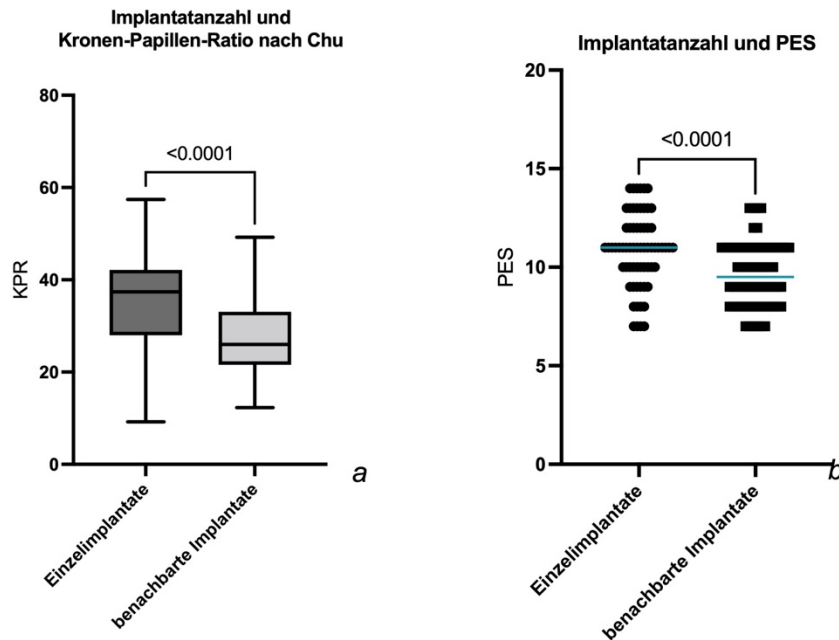 Implantatanzahl und
Kronen-Papillen-Ratio nach Chu
80
60
40
20
0
KPR
<0.0001
Einzelimplantate
benachbarte Implantate
a
Implantatanzahl und PES
20
15
10
5
0
PES
<0.0001
Einzelimplantate
benachbarte Implantate
b